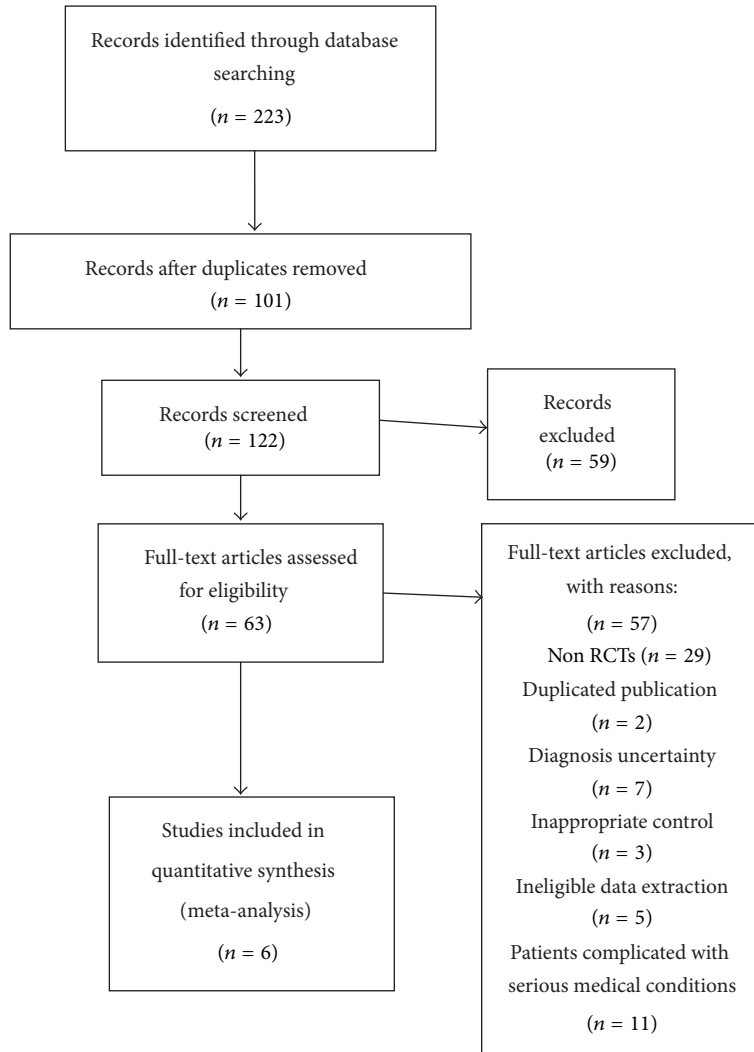 Records identified through database
searching
(n = 223)
Records after duplicates removed
(n = 101)
Records screened
(n = 122)
Records
excluded
(n = 59)
Full-text articles assessed
for eligibility
(n = 63)
Full-text articles excluded,
with reasons:
(n = 57)
Non RCTs (n = 29)
Duplicated publication
(n = 2)
Diagnosis uncertainty
(n = 7)
Inappropriate control
(n = 3)
Ineligible data extraction
(n = 5)
Patients complicated with
serious medical conditions
(n = 11)
Studies included in
quantitative synthesis
(meta-analysis)
(n = 6)